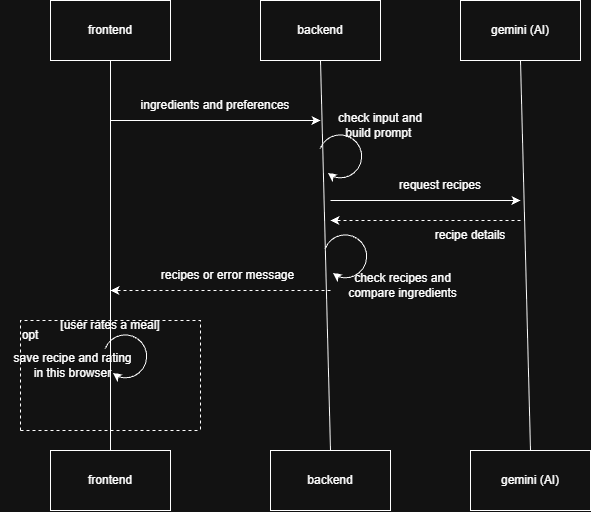 frontend
backend
gemini (AI)
ingredients and preferences
check input and
build prompt
request recipes
recipe details
recipes or error message
check recipes and
compare ingredients
[user rates a meal]
opt
save recipe and rating
in this browser
frontend
backend
gemini (AI)